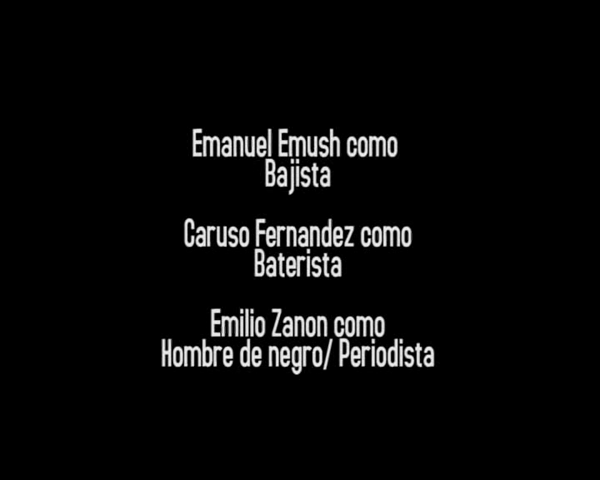 Emanuel Emush como
Bajista
Caruso Fernandez como
Baterista
Emilio Zanon como
Hombre de negro/ Periodista